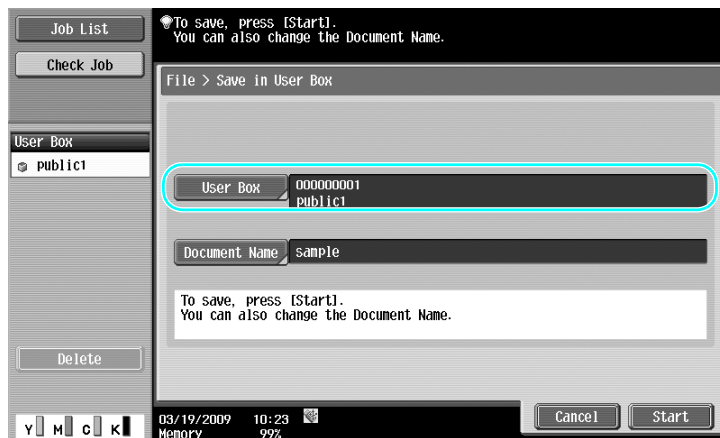 Job List
Check Job
To save, press [Start].
You can also change the Document Name.
File > Save in User Box
User Box
public1
User Box
000000001
public1
Document Name
sample
To save, press [Start].
You can also change the Document Name.
Delete
Y M C K
03/19/2009 10:23
Memory 99%
Cancel
Start